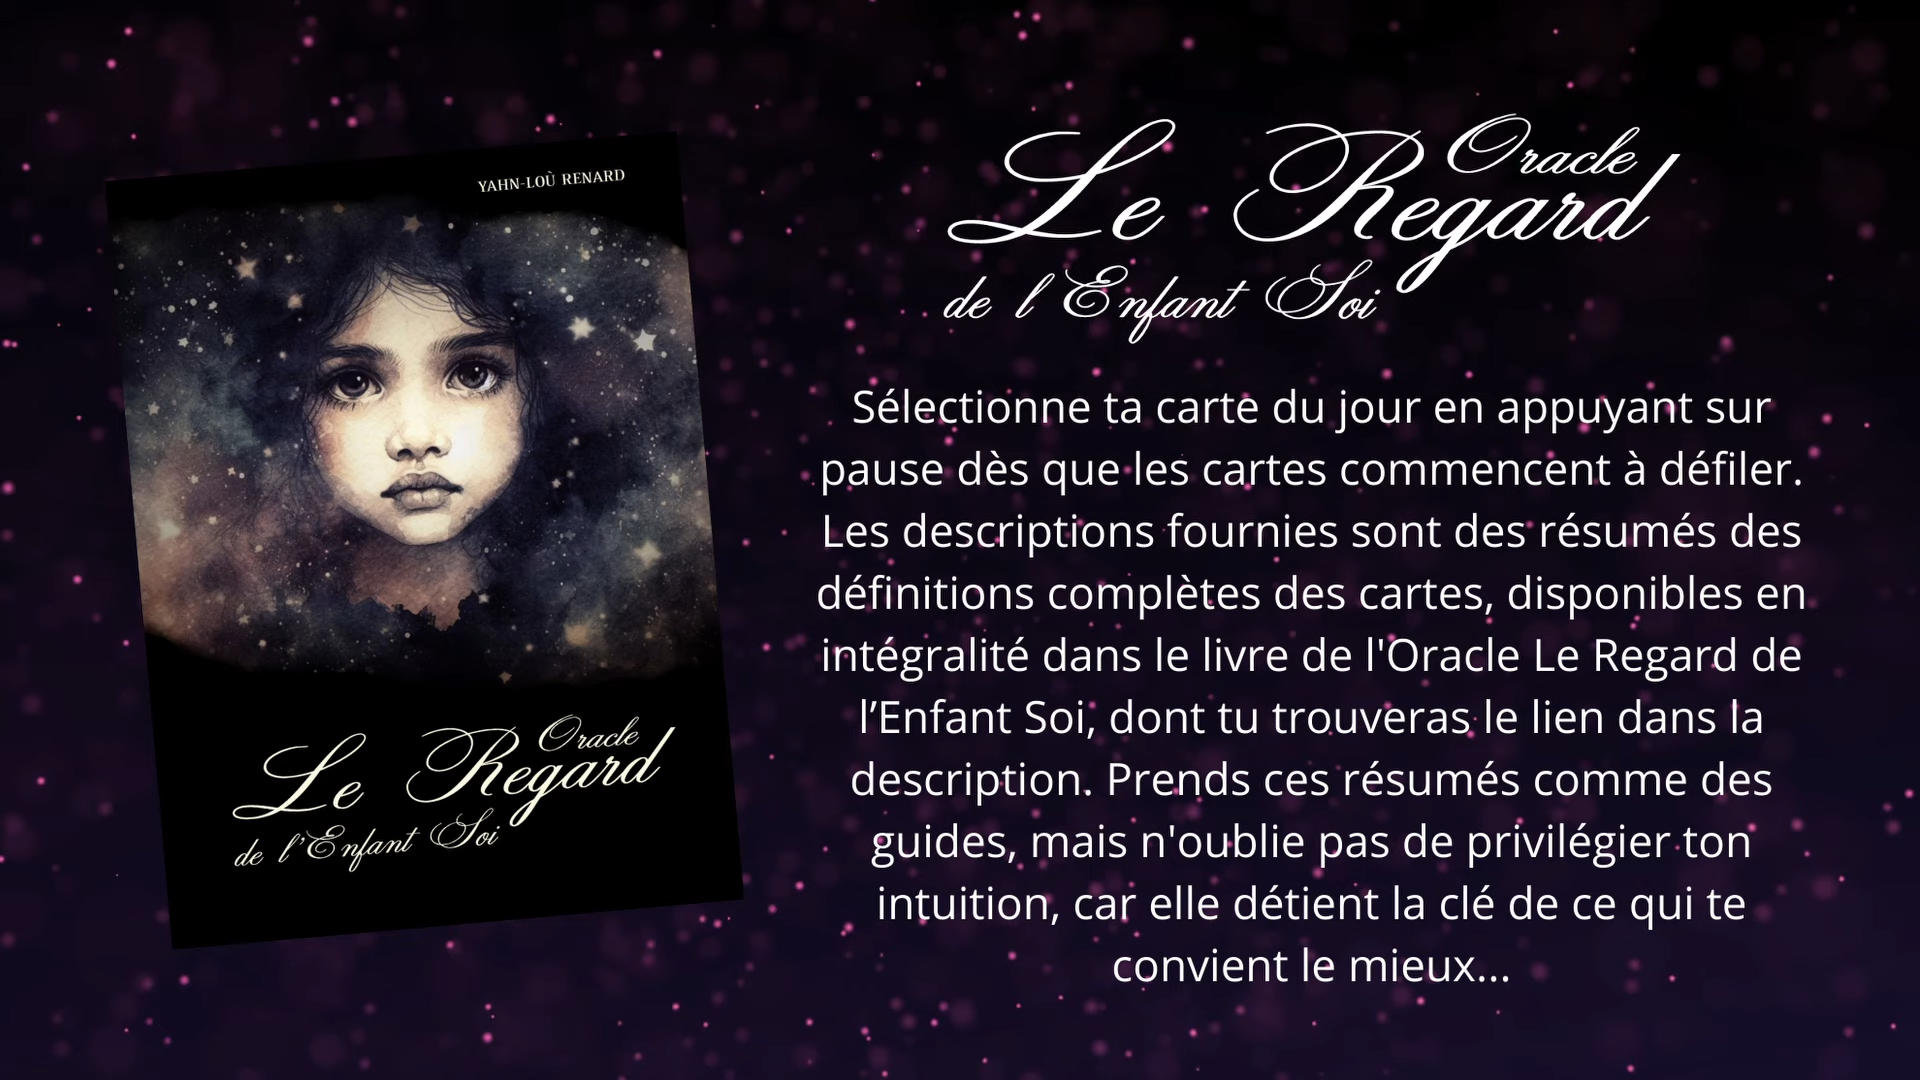 YAHN-LOÙ RENARD
Oracle
Le Regard
de l'Enfant Soi
Oracle
Le Regard
de l Enfant Soi
Sélectionne ta carte du jour en appuyant sur
pause dès que les cartes commencent à défiler.
Les descriptions fournies sont des résumés des
définitions complètes des cartes, disponibles en
intégralité dans le livre de l'Oracle Le Regard de
l’Enfant Soi, dont tu trouveras le lien dans la
description. Prends ces résumés comme des
guides, mais n'oublie pas de privilégier ton
intuition, car elle détient la clé de ce qui te
convient le mieux...